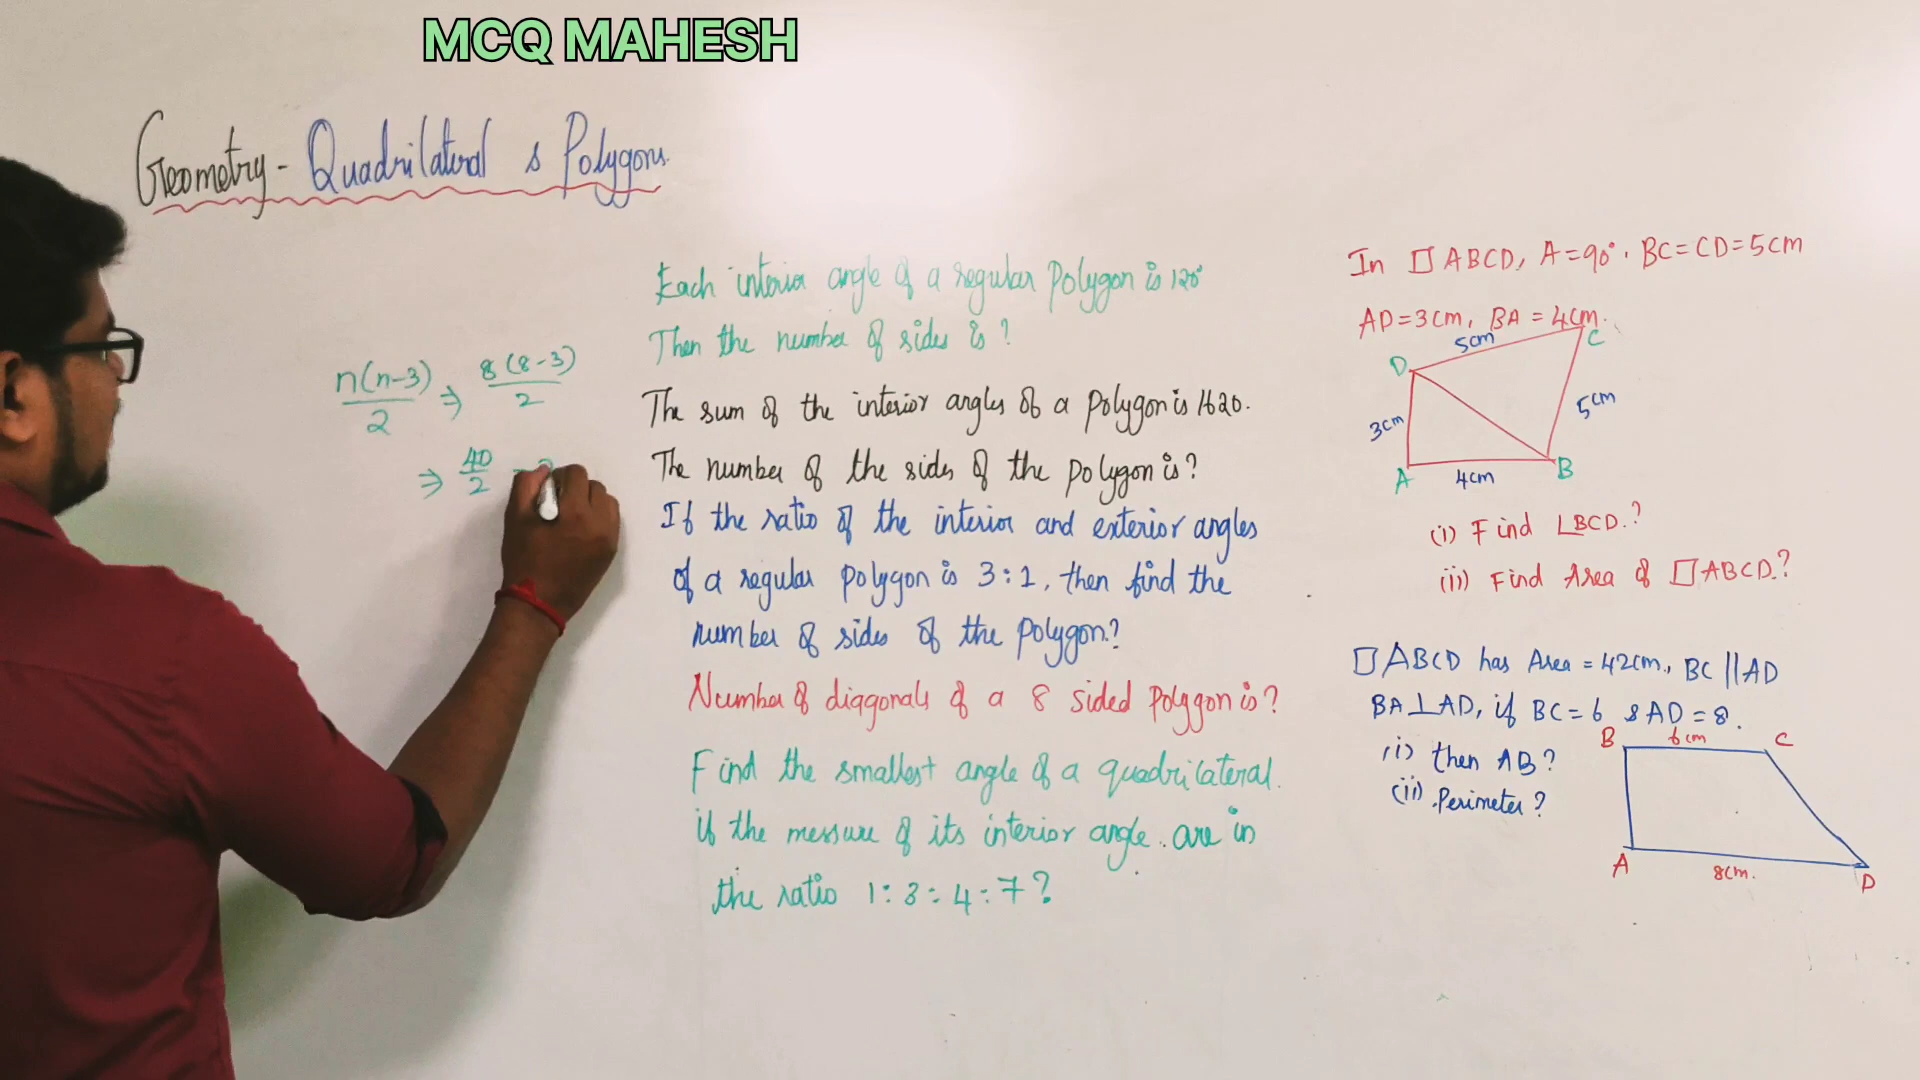 MCQ MAHESH
Geometry - Quadrilateral & Polygons.
n(n-3)/2 ⇒ 8(8-3)/2
⇒ 40/2 =
Each interior angle of a regular Polygon is 120°
Then the number of sides is?
The sum of the interior angles of a polygon is 1620.
The number of the sides of the polygon is?
If the ratio of the interior and exterior angles
of a regular polygon is 3:1, then find the
number of sides of the polygon?
Number of diagonals of a 8 sided polygon is?
Find the smallest angle of a quadrilateral.
if the messure of its interior angle. are in
the ratio 1:3:4:7?
In □ABCD, A=90°. BC=CD=5cm
AD=3cm, BA=4cm.
5cm
C
D
3cm
5cm
A
4cm
B
(i) Find ∠BCD.?
(ii) Find Area of □ABCD.?
□ABCD has Area=42cm., BC || AD
BA⊥AD, if BC=6 & AD=8.
B
6cm
C
(i) then AB?
(ii) Perimeter?
A
8cm.
D